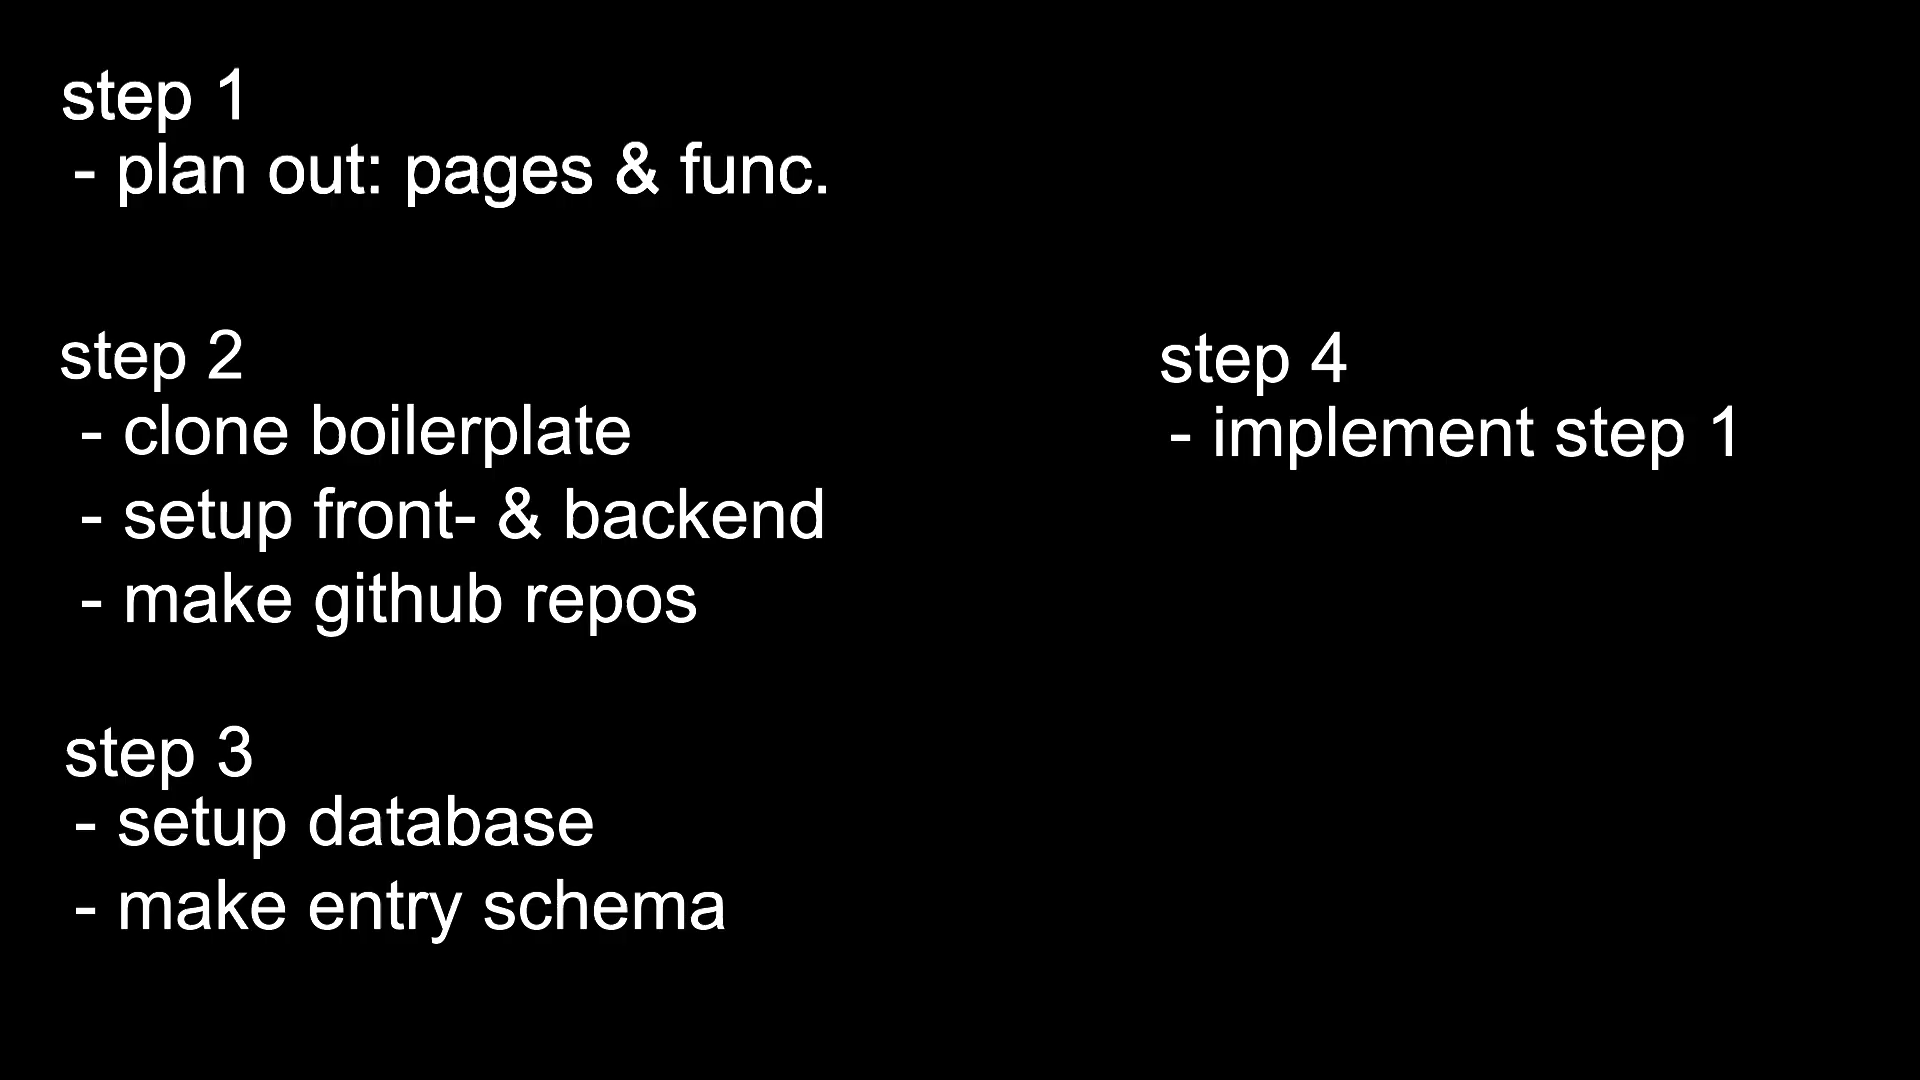 step 1
- plan out: pages & func.
step 2
- clone boilerplate
- setup front- & backend
- make github repos
step 3
- setup database
- make entry schema
step 4
- implement step 1